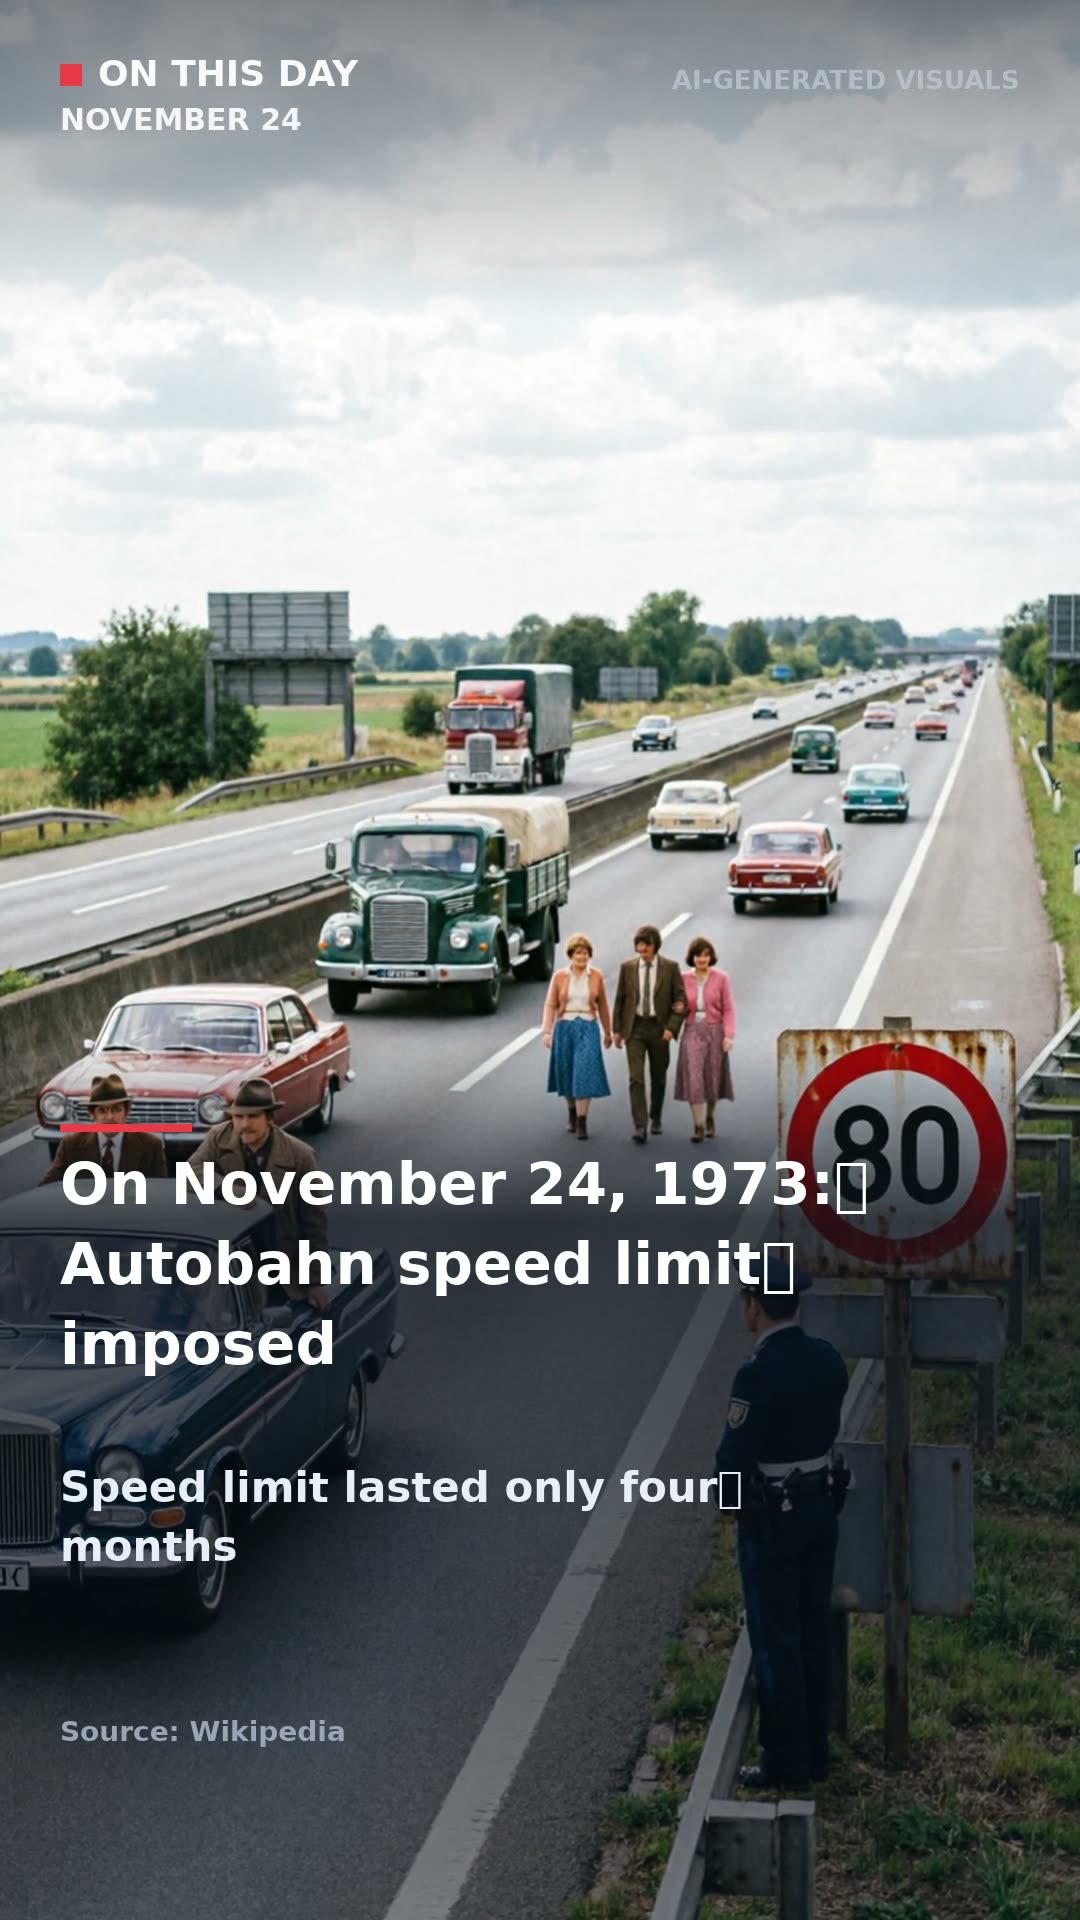 ON THIS DAY
AI-GENERATED VISUALS
NOVEMBER 24
80
On November 24, 1973:▯
Autobahn speed limit▯
imposed
Speed limit lasted only four▯
months
Source: Wikipedia